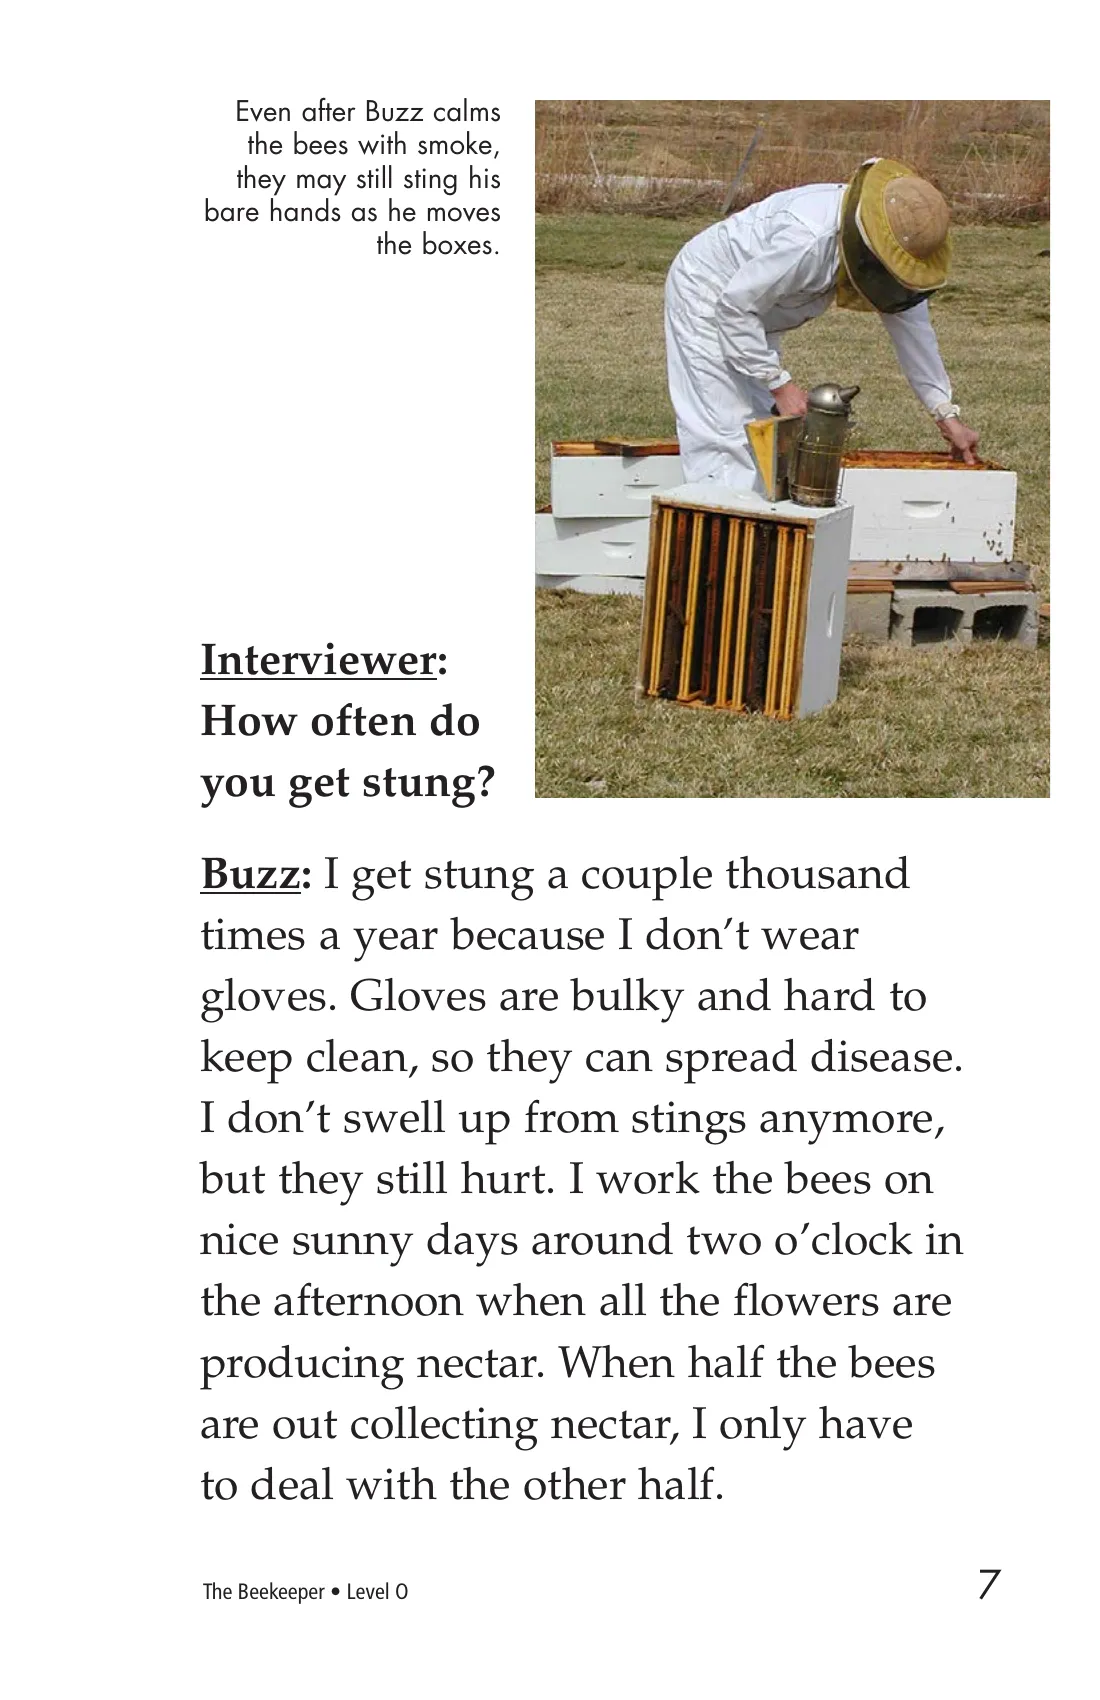 Even after Buzz calms
the bees with smoke,
they may still sting his
bare hands as he moves
the boxes.
Interviewer:
How often do
you get stung?
Buzz: I get stung a couple thousand
times a year because I don’t wear
gloves. Gloves are bulky and hard to
keep clean, so they can spread disease.
I don’t swell up from stings anymore,
but they still hurt. I work the bees on
nice sunny days around two o’clock in
the afternoon when all the flowers are
producing nectar. When half the bees
are out collecting nectar, I only have
to deal with the other half.
The Beekeeper • Level O
7